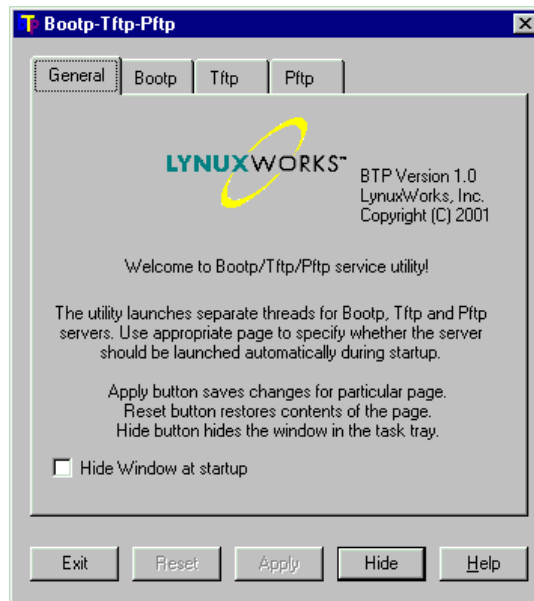 Bootp-Tftp-Pftp
General Bootp Tftp Pftp
LYNUXWORKS™
BTP Version 1.0
LynuxWorks, Inc.
Copyright (C) 2001
Welcome to Bootp/Tftp/Pftp service utility!
The utility launches separate threads for Bootp, Tftp and Pftp
servers. Use appropriate page to specify whether the server
should be launched automatically during startup.
Apply button saves changes for particular page.
Reset button restores contents of the page.
Hide button hides the window in the task tray.
Hide Window at startup
Exit Reset Apply Hide Help